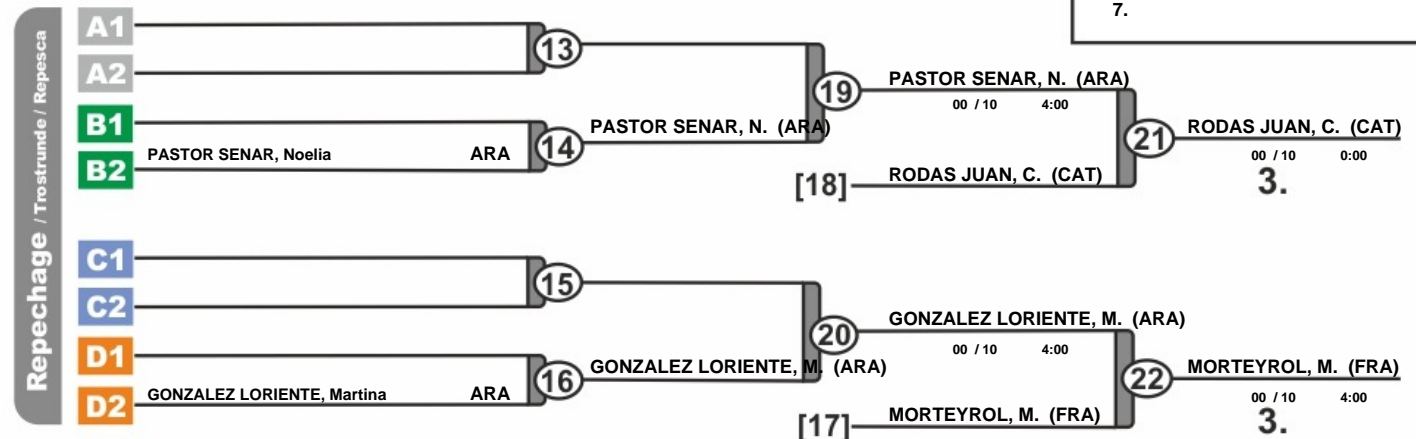 7.
Repechage / Trostrunde / Repesca
A1
13
A2
19
PASTOR SENAR, N. (ARA)
00 / 10 4:00
B1
14
PASTOR SENAR, N. (ARA)
21
RODAS JUAN, C. (CAT)
B2
PASTOR SENAR, Noelia ARA
00 / 10 0:00
[18]
RODAS JUAN, C. (CAT)
3.
C1
15
C2
20
GONZALEZ LORIENTE, M. (ARA)
00 / 10 4:00
D1
16
GONZALEZ LORIENTE, M. (ARA)
22
MORTEYROL, M. (FRA)
D2
GONZALEZ LORIENTE, Martina ARA
00 / 10 4:00
[17]
MORTEYROL, M. (FRA)
3.